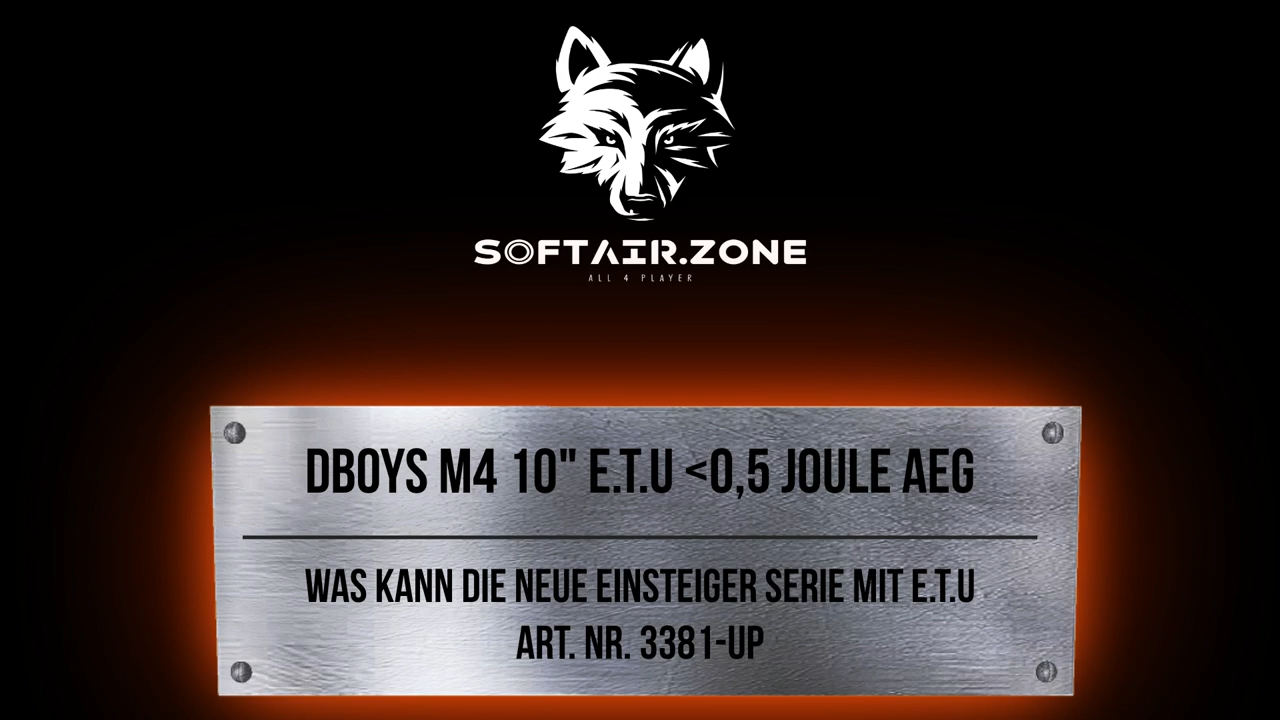 SOFTAIR.ZONE
ALL 4 PLAYER
DBOYS M4 10" E.T.U <0,5 JOULE AEG
WAS KANN DIE NEUE EINSTEIGER SERIE MIT E.T.U
ART. NR. 3381-UP